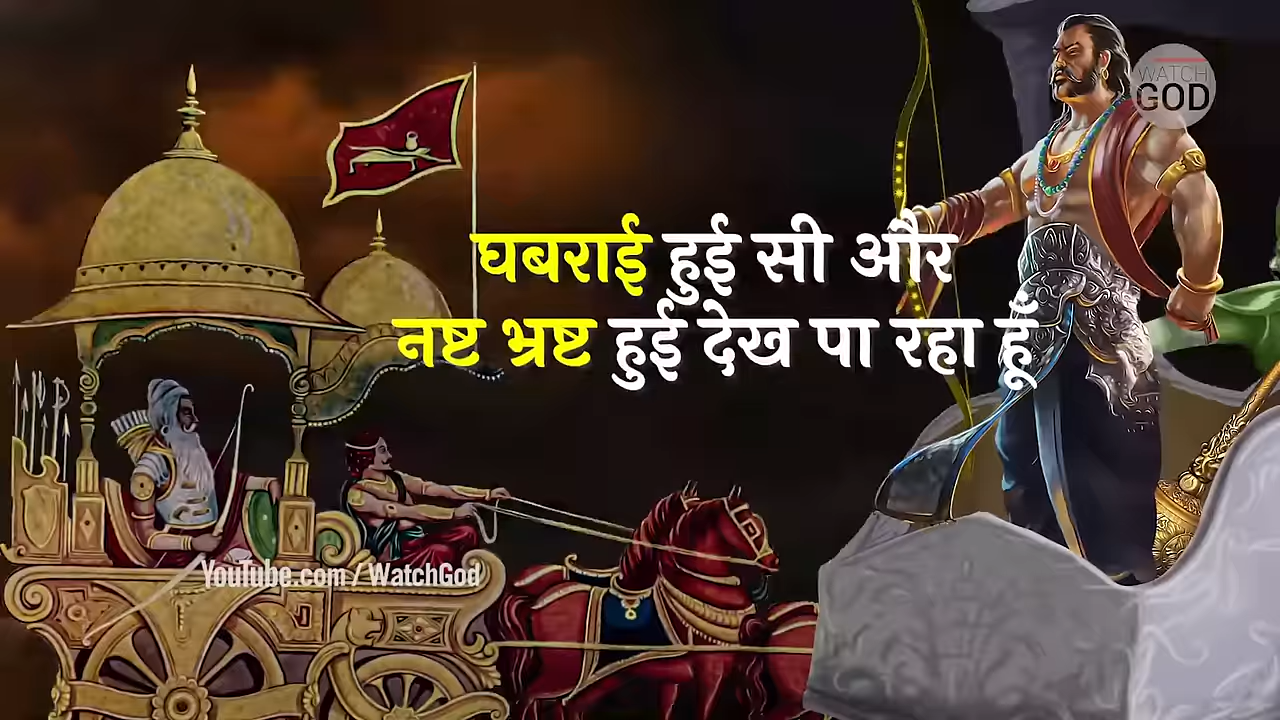 WATCH
GOD
घबराई हुई सी और
नष्ट भ्रष्ट हुई देख पा रहा हूँ
YouTube.com / WatchGod